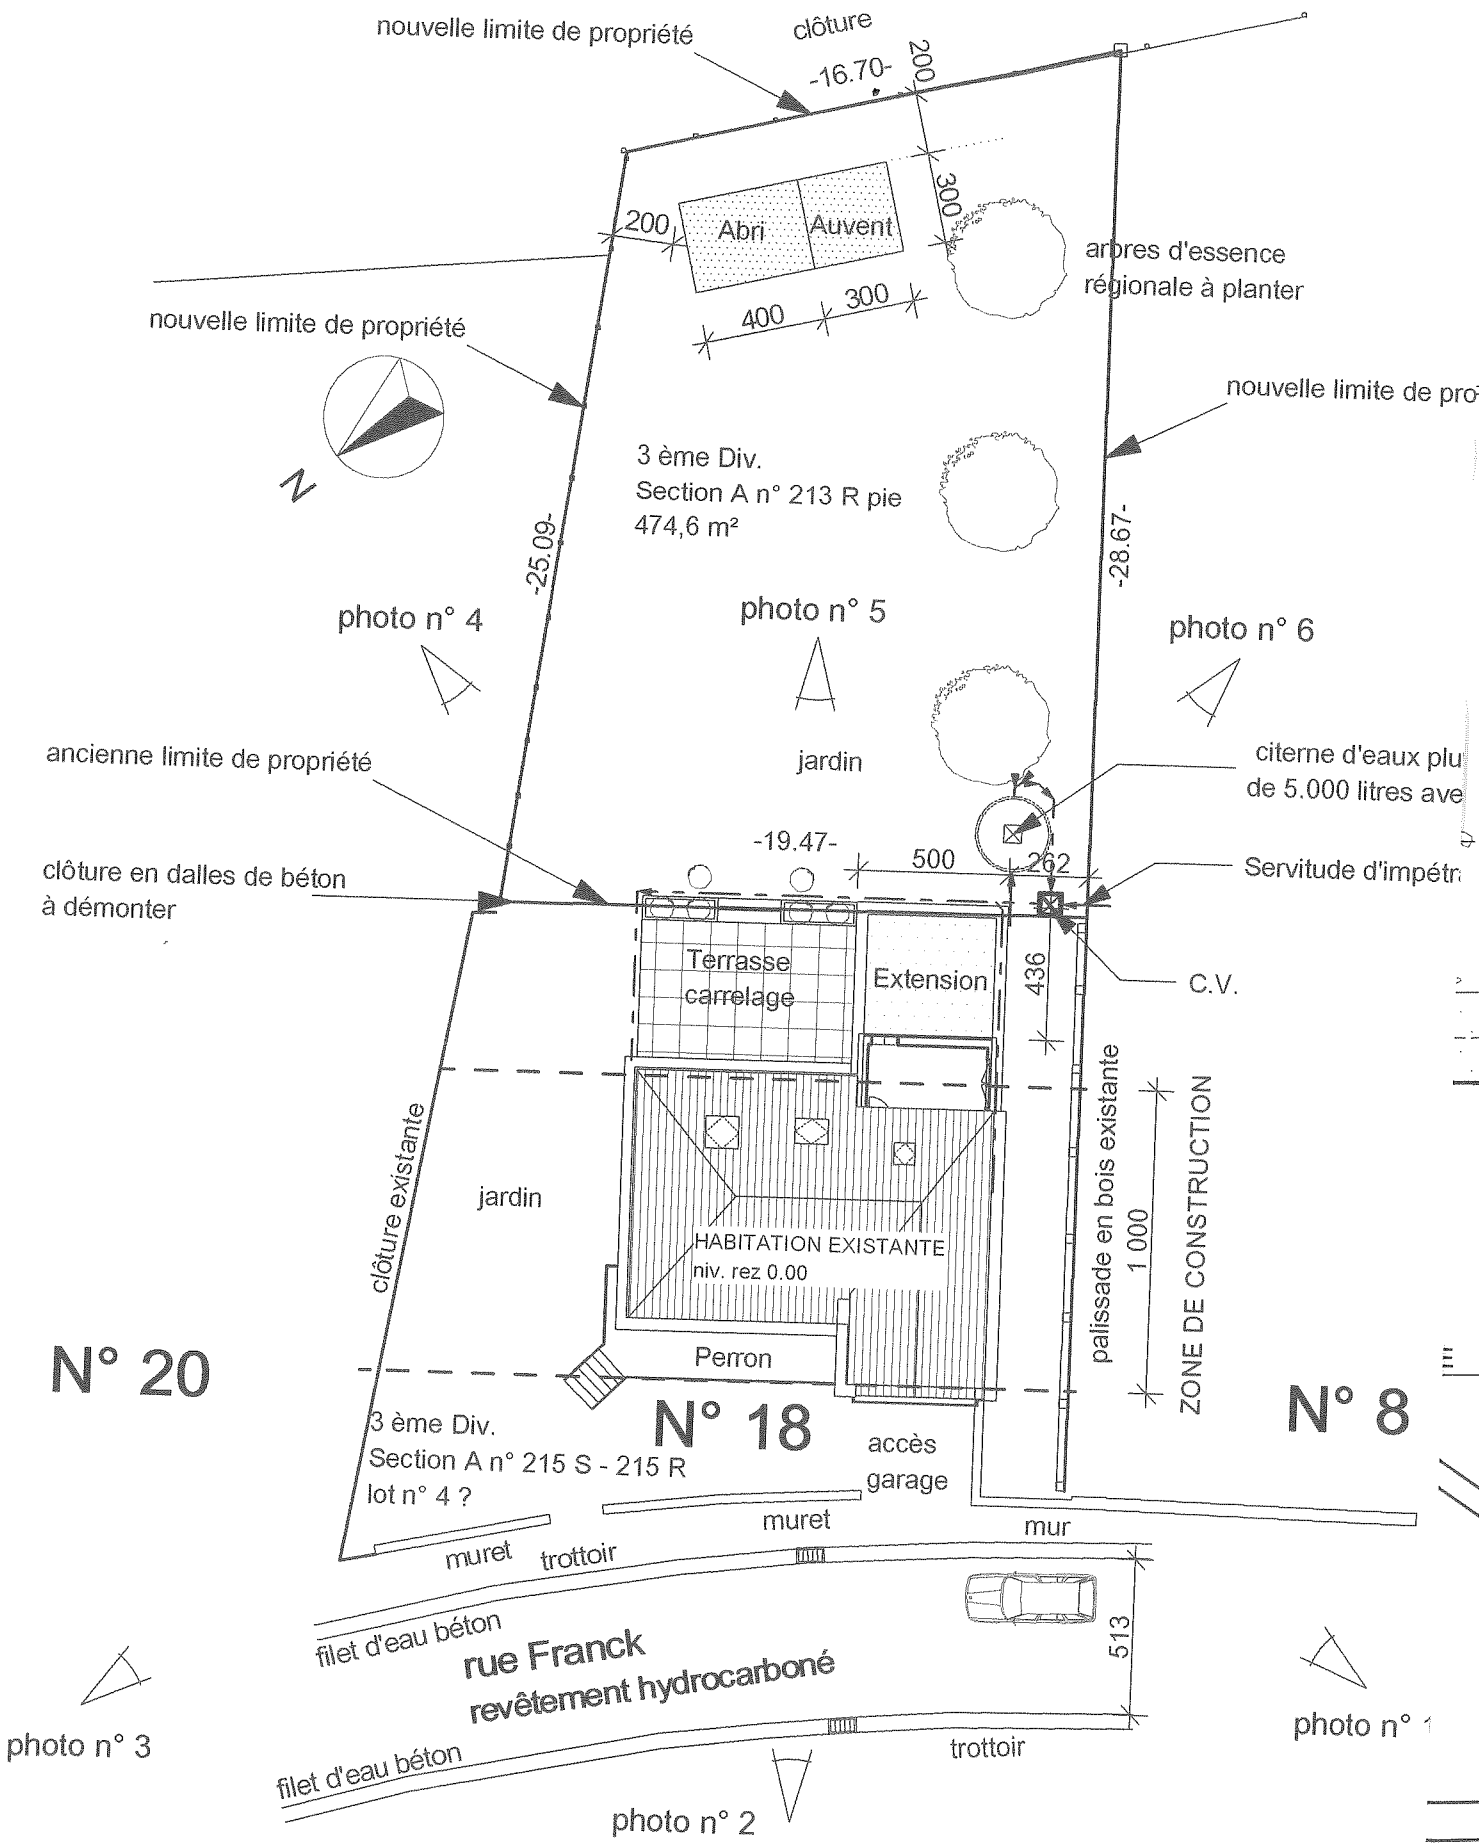 nouvelle limite de propriété
clôture
-16.70-
200
300
200
Abri
Auvent
400
300
arbres d'essence
régionale à planter
nouvelle limite de propriété
N
nouvelle limite de
3 ème Div.
Section A n° 213 R pie
474,6 m²
-25.09-
-28.67-
photo n° 4
photo n° 5
photo n° 6
ancienne limite de propriété
jardin
citerne d'eaux
de 5.000 litres
-19.47-
500
262
clôture en dalles de béton
à démonter
Servitude
Terrasse
carrelage
Extension
436
C.V.
clôture existante
jardin
palissade en bois existante
1 000
ZONE DE CONSTRUCTION
HABITATION EXISTANTE
niv. rez 0.00
Perron
N° 20
N° 18
N° 8
3 ème Div.
Section A n° 215 S - 215 R
lot n° 4 ?
accès
garage
muret
mur
muret
trottoir
filet d'eau béton
rue Franck
revêtement hydrocarboné
513
photo n° 3
photo n°
filet d'eau béton
trottoir
photo n° 2